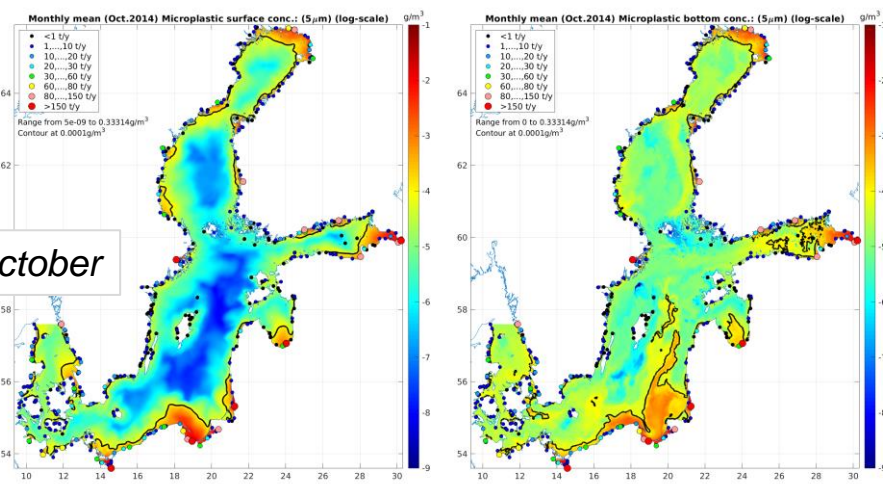 Monthly mean (Oct.2014) Microplastic surface conc.: (5μm) (log-scale)
g/m³
<1 t/y
1,...,10 t/y
10,...,20 t/y
20,...,30 t/y
30,...,60 t/y
60,...,80 t/y
80,...,150 t/y
>150 t/y
Range from 5e-09 to 0.33314g/m³
Contour at 0.0001g/m³
64
62
60
58
56
54
10 12 14 16 18 20 22 24 26 28 30
-1
-2
-3
-4
-5
-6
-7
-8
-9
ctober
Monthly mean (Oct.2014) Microplastic bottom conc.: (5μm) (log-scale)
g/m³
<1 t/y
1,...,10 t/y
10,...,20 t/y
20,...,30 t/y
30,...,60 t/y
60,...,80 t/y
80,...,150 t/y
>150 t/y
Range from 0 to 0.33314g/m³
Contour at 0.0001g/m³
64
62
60
58
56
54
10 12 14 16 18 20 22 24 26 28 30